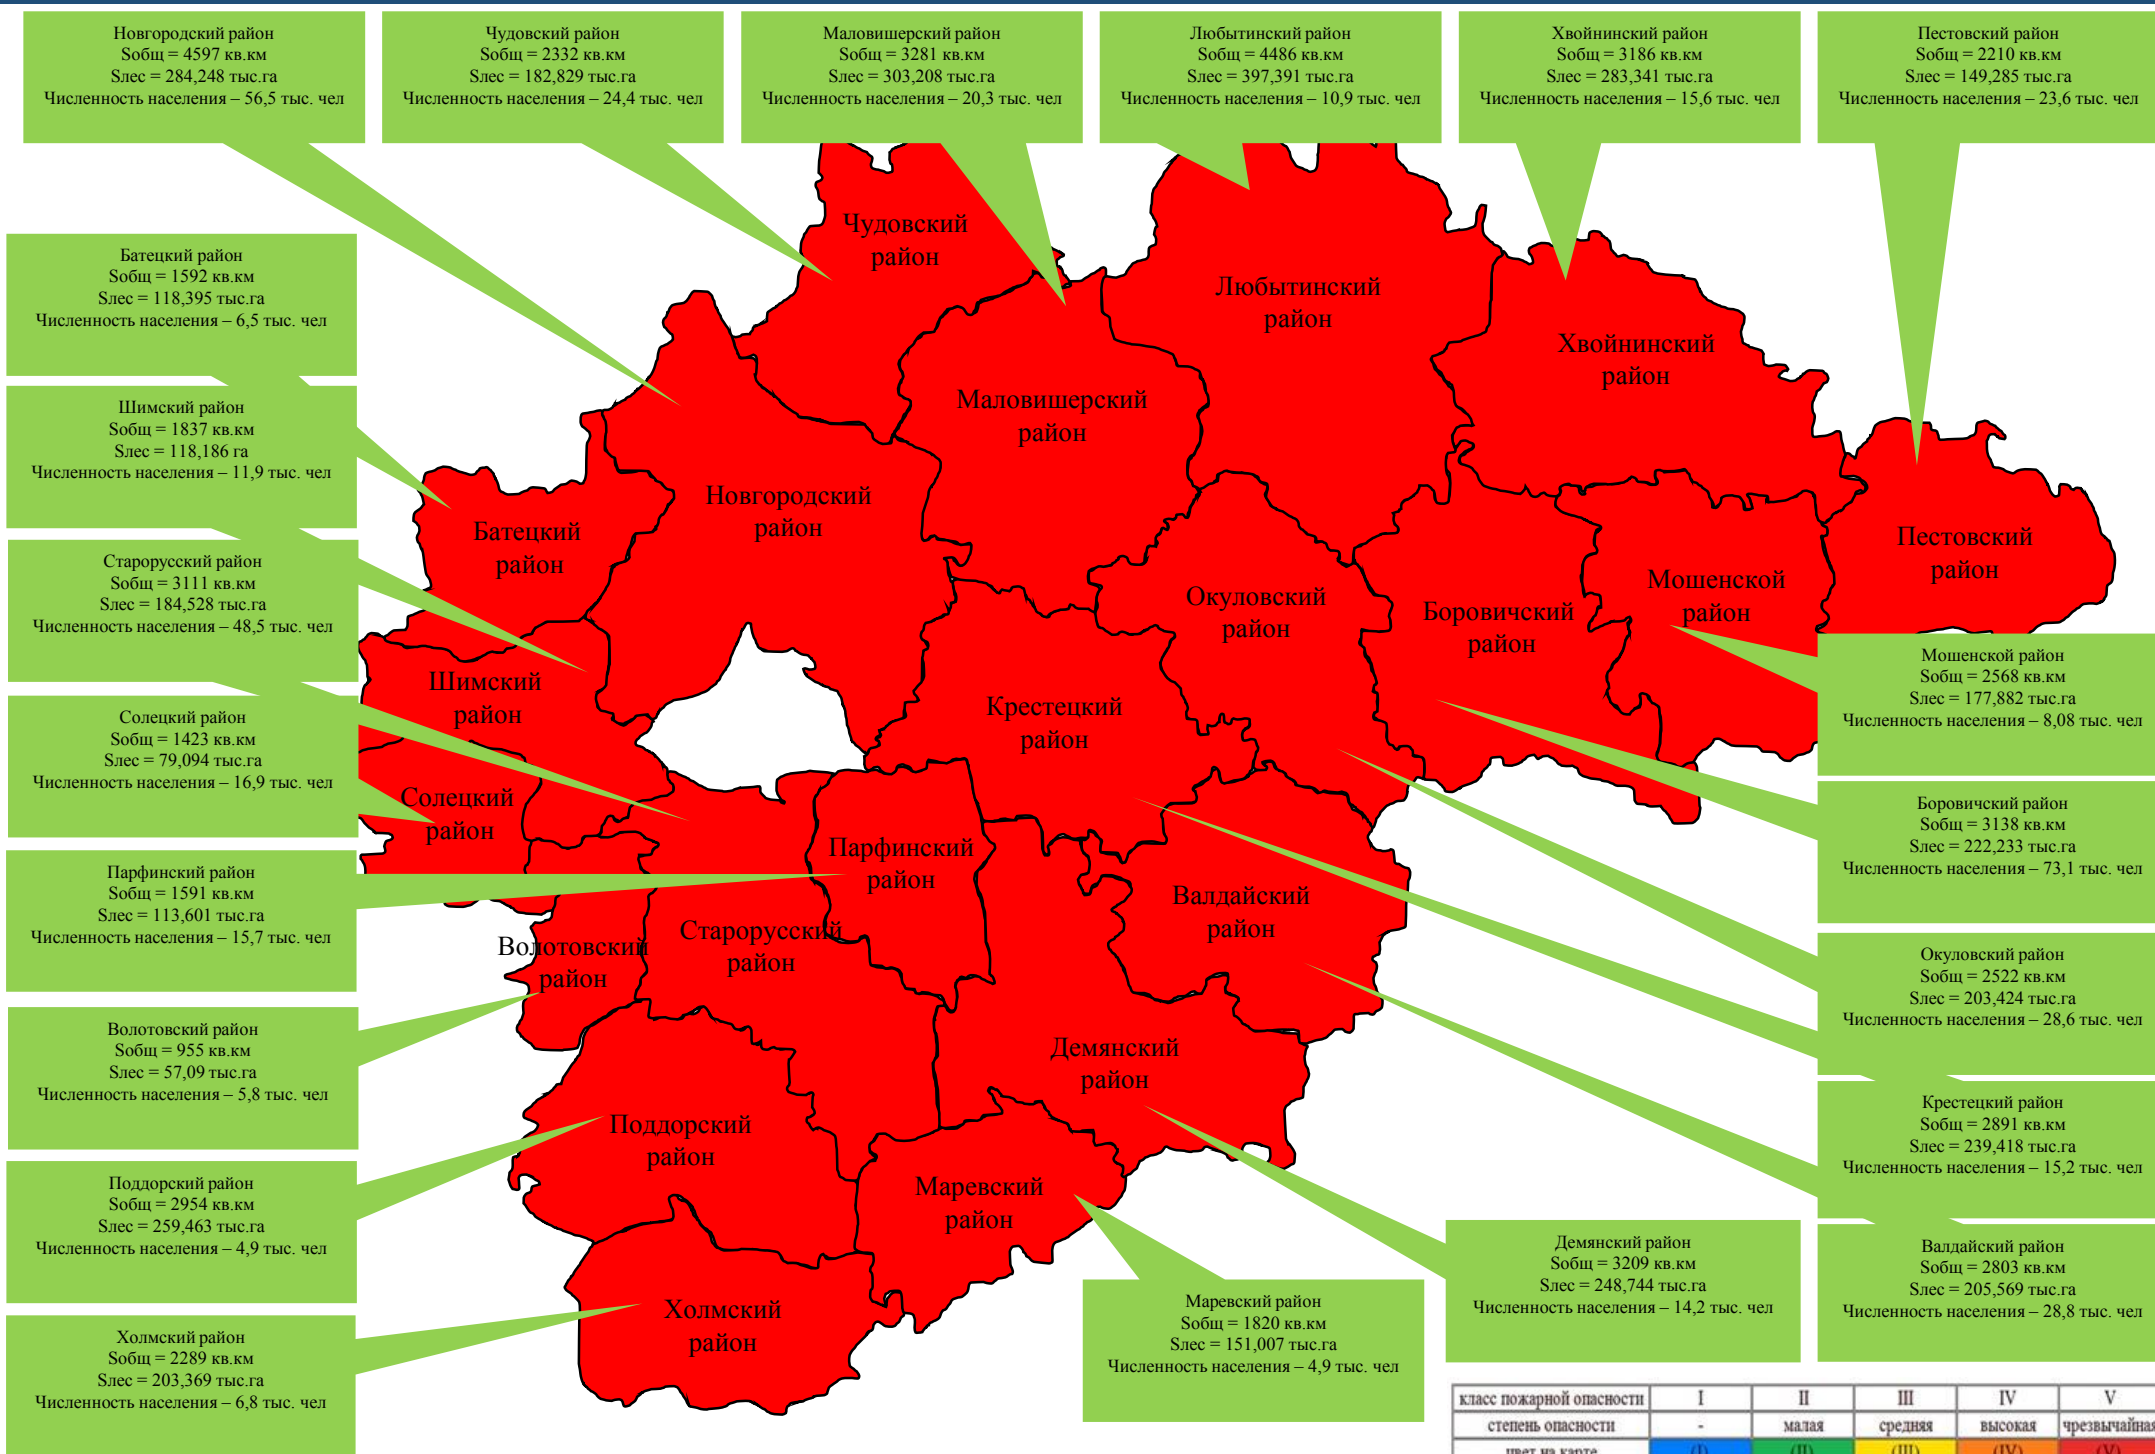 Новгородский район
Sобщ = 4597 кв.км
Sлес = 284,248 тыс.га
Численность населения – 56,5 тыс. чел
Чудовский район
Sобщ = 2332 кв.км
Sлес = 182,829 тыс.га
Численность населения – 24,4 тыс. чел
Маловишерский район
Sобщ = 3281 кв.км
Sлес = 303,208 тыс.га
Численность населения – 20,3 тыс. чел
Любытинский район
Sобщ = 4486 кв.км
Sлес = 397,391 тыс.га
Численность населения – 10,9 тыс. чел
Хвойнинский район
Sобщ = 3186 кв.км
Sлес = 283,341 тыс.га
Численность населения – 15,6 тыс. чел
Пестовский район
Sобщ = 2210 кв.км
Sлес = 149,285 тыс.га
Численность населения – 23,6 тыс. чел
Батецкий район
Sобщ = 1592 кв.км
Sлес = 118,395 тыс.га
Численность населения – 6,5 тыс. чел
Шимский район
Sобщ = 1837 кв.км
Sлес = 118,186 га
Численность населения – 11,9 тыс. чел
Старорусский район
Sобщ = 3111 кв.км
Sлес = 184,528 тыс.га
Численность населения – 48,5 тыс. чел
Солецкий район
Sобщ = 1423 кв.км
Sлес = 79,094 тыс.га
Численность населения – 16,9 тыс. чел
Парфинский район
Sобщ = 1591 кв.км
Sлес = 113,601 тыс.га
Численность населения – 15,7 тыс. чел
Волотовский район
Sобщ = 955 кв.км
Sлес = 57,09 тыс.га
Численность населения – 5,8 тыс. чел
Поддорский район
Sобщ = 2954 кв.км
Sлес = 259,463 тыс.га
Численность населения – 4,9 тыс. чел
Холмский район
Sобщ = 2289 кв.км
Sлес = 203,369 тыс.га
Численность населения – 6,8 тыс. чел
Чудовский
район
Любытинский
район
Хвойнинский
район
Маловишерский
район
Новгородский
район
Батецкий
район
Пестовский
район
Мошенской
район
Окуловский
район
Боровичский
район
Шимский
район
Крестецкий
район
Солецкий
район
Парфинский
район
Валдайский
район
Старорусский
район
Волотовский
район
Демянский
район
Поддорский
район
Маревский
район
Холмский
район
Мошенской район
Sобщ = 2568 кв.км
Sлес = 177,882 тыс.га
Численность населения – 8,08 тыс. чел
Боровичский район
Sобщ = 3138 кв.км
Sлес = 222,233 тыс.га
Численность населения – 73,1 тыс. чел
Окуловский район
Sобщ = 2522 кв.км
Sлес = 203,424 тыс.га
Численность населения – 28,6 тыс. чел
Крестецкий район
Sобщ = 2891 кв.км
Sлес = 239,418 тыс.га
Численность населения – 15,2 тыс. чел
Валдайский район
Sобщ = 2803 кв.км
Sлес = 205,569 тыс.га
Численность населения – 28,8 тыс. чел
Демянский район
Sобщ = 3209 кв.км
Sлес = 248,744 тыс.га
Численность населения – 14,2 тыс. чел
Маревский район
Sобщ = 1820 кв.км
Sлес = 151,007 тыс.га
Численность населения – 4,9 тыс. чел
класс пожарной опасности I II III IV V
степень опасности - малая средняя высокая чрезвычайная
цвет на карте (I) (II) (III) (IV) (V)